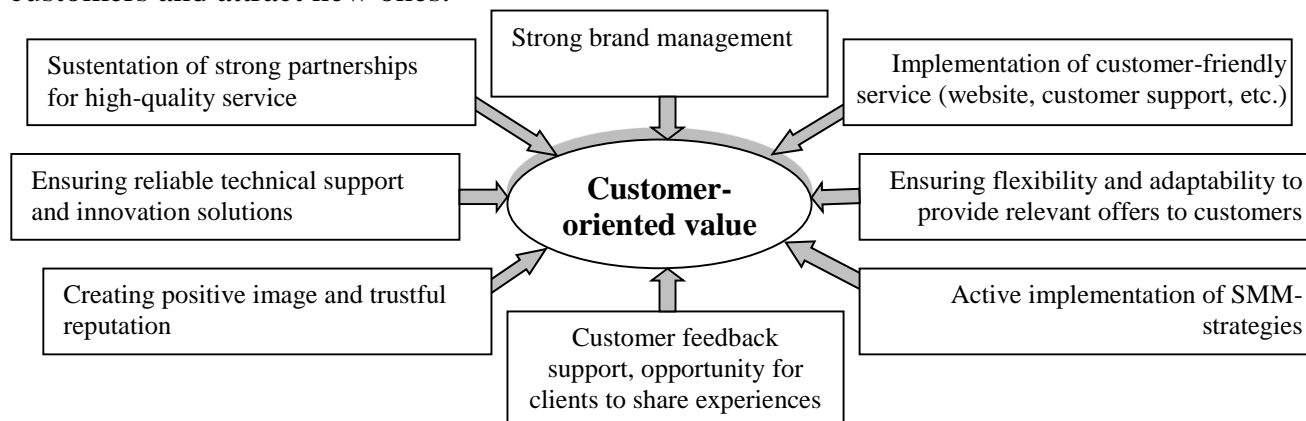 customers and attract new ones.
Strong brand management
Sustentation of strong partnerships
for high-quality service
Implementation of customer-friendly
service (website, customer support, etc.)
Ensuring reliable technical support
and innovation solutions
Customer-
oriented value
Ensuring flexibility and adaptability to
provide relevant offers to customers
Creating positive image and trustful
reputation
Active implementation of SMM-
strategies
Customer feedback
support, opportunity for
clients to share experiences